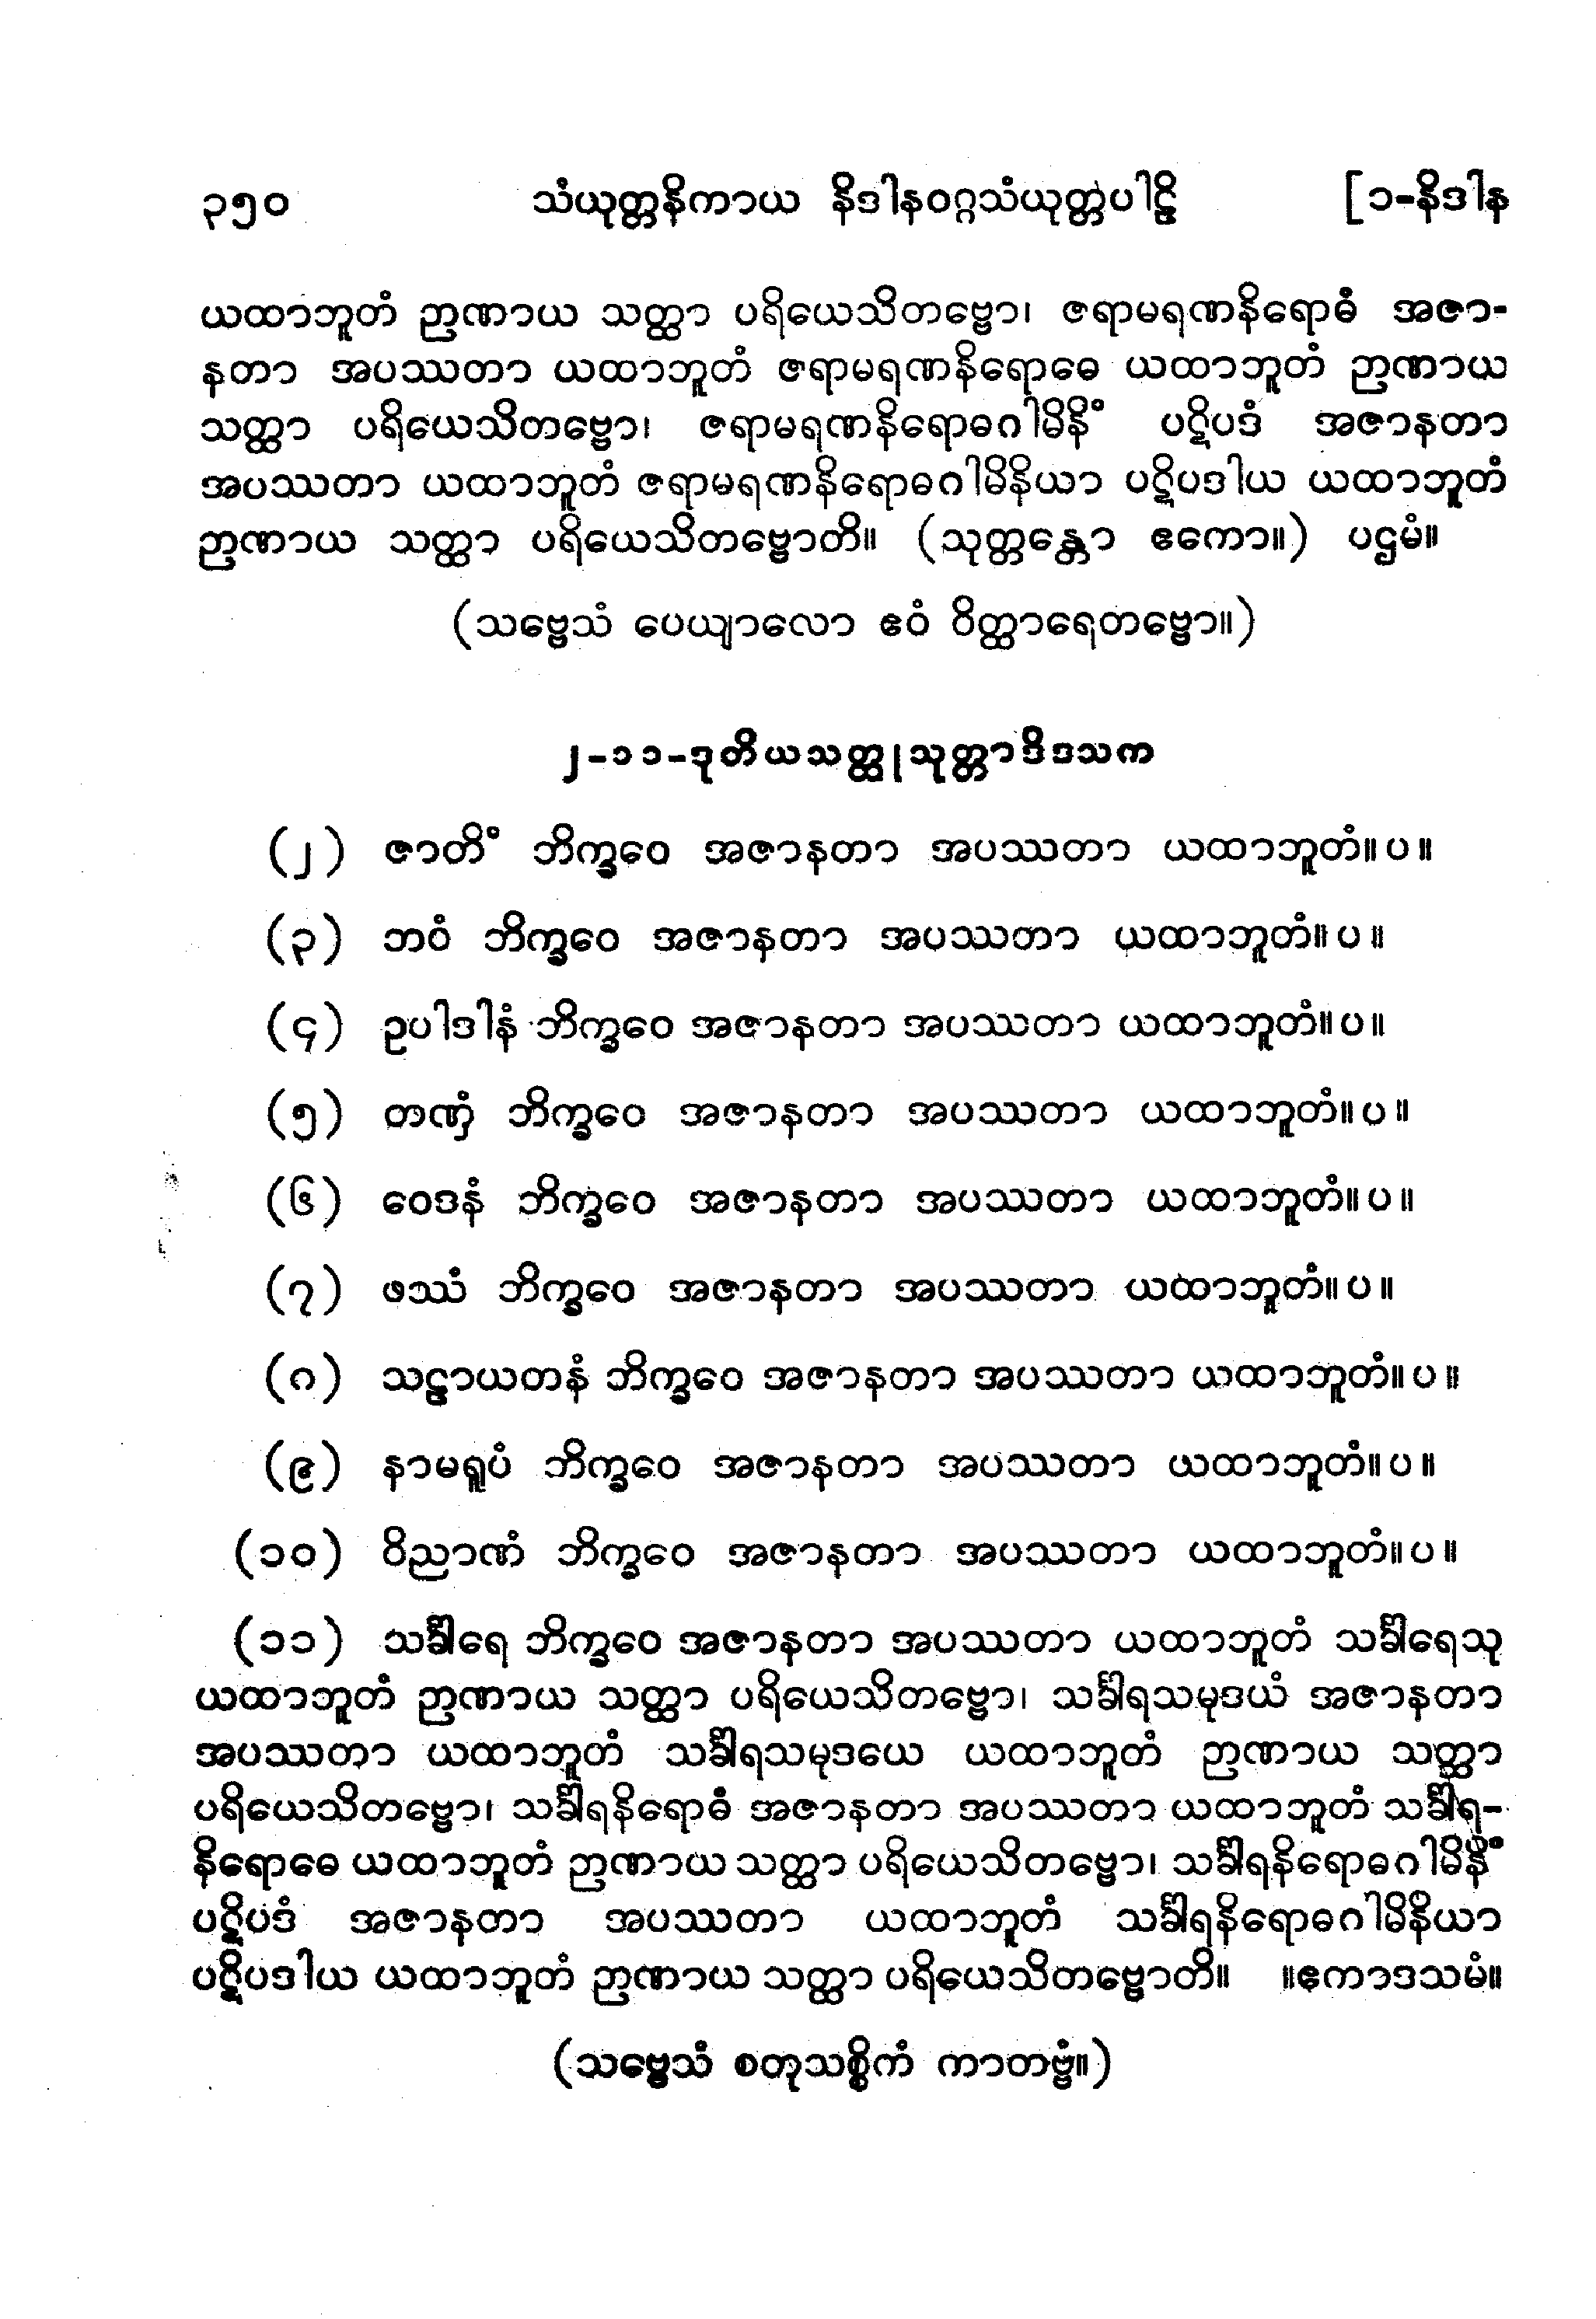 ၃၅၀ သံယုတ္တနိကာယ နိဒါနဝဂ္ဂသံယုတ္တပါဠိ [၁-နိဒါန
ယထာဘူတံ ဉာဏာယ သတ္ထာ ပရိယေသိတဗ္ဗော၊ ဇရာမရဏနိရောဓံ အဇာ-
နတာ အပဿတာ ယထာဘူတံ ဇရာမရဏနိရောဓေ ယထာဘူတံ ဉာဏာယ
သတ္ထာ ပရိယေသိတဗ္ဗော၊ ဇရာမရဏနိရောဓဂါမိနိံ ပဋိပဒံ အဇာနတာ
အပဿတာ ယထာဘူတံ ဇရာမရဏနိရောဓဂါမိနိယာ ပဋိပဒါယ ယထာဘူတံ
ဉာဏာယ သတ္ထာ ပရိယေသိတဗ္ဗောတိ။ (သုတ္တန္တော ဧကော။) ပဌမံ။
(သဗ္ဗေသံ ပေယျာလော ဧဝံ ဝိတ္ထာရေတဗ္ဗော။)
၂-၁၁-ဒုတိယသတ္ထုသုတ္တာဒိဒသက
(၂) ဇာတိံ ဘိက္ခဝေ အဇာနတာ အပဿတာ ယထာဘူတံ။ပ။
(၃) ဘဝံ ဘိက္ခဝေ အဇာနတာ အပဿတာ ယထာဘူတံ။ပ။
(၄) ဥပါဒါနံ ဘိက္ခဝေ အဇာနတာ အပဿတာ ယထာဘူတံ။ပ။
(၅) တဏှံ ဘိက္ခဝေ အဇာနတာ အပဿတာ ယထာဘူတံ။ပ။
(၆) ဝေဒနံ ဘိက္ခဝေ အဇာနတာ အပဿတာ ယထာဘူတံ။ပ။
(၇) ဖဿံ ဘိက္ခဝေ အဇာနတာ အပဿတာ ယထာဘူတံ။ပ။
(၈) သဠာယတနံ ဘိက္ခဝေ အဇာနတာ အပဿတာ ယထာဘူတံ။ပ။
(၉) နာမရူပံ ဘိက္ခဝေ အဇာနတာ အပဿတာ ယထာဘူတံ။ပ။
(၁၀) ဝိညာဏံ ဘိက္ခဝေ အဇာနတာ အပဿတာ ယထာဘူတံ။ပ။
(၁၁) သင်္ခါရေ ဘိက္ခဝေ အဇာနတာ အပဿတာ ယထာဘူတံ သင်္ခါရေသု
ယထာဘူတံ ဉာဏာယ သတ္ထာ ပရိယေသိတဗ္ဗော၊ သင်္ခါရသမုဒယံ အဇာနတာ
အပဿတာ ယထာဘူတံ သင်္ခါရသမုဒယေ ယထာဘူတံ ဉာဏာယ သတ္ထာ
ပရိယေသိတဗ္ဗော၊ သင်္ခါရနိရောဓံ အဇာနတာ အပဿတာ ယထာဘူတံ သင်္ခါရ-
နိရောဓေ ယထာဘူတံ ဉာဏာယ သတ္ထာ ပရိယေသိတဗ္ဗော၊ သင်္ခါရနိရောဓဂါမိနိံ
ပဋိပဒံ အဇာနတာ အပဿတာ ယထာဘူတံ သင်္ခါရနိရောဓဂါမိနိယာ
ပဋိပဒါယ ယထာဘူတံ ဉာဏာယ သတ္ထာ ပရိယေသိတဗ္ဗောတိ။ ။ဧကာဒသမံ။
(သဗ္ဗေသံ စတုသစ္စိကံ ကာတဗ္ဗံ။)